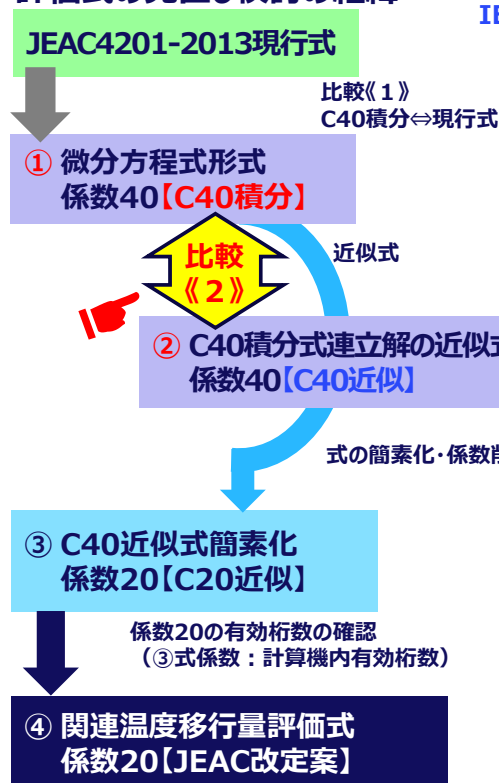 JEAC4201-2013現行式
比較《１》
C40積分⇔現行式
① 微分方程式形式
係数40【C40積分】
比較
《２》
近似式
② C40積分式連立解の近似式
係数40【C40近似】
式の簡素化・係数削
③ C40近似式簡素化
係数20【C20近似】
係数20の有効桁数の確認
（③式係数：計算機内有効桁数）
④ 関連温度移行量評価式
係数20【JEAC改定案】